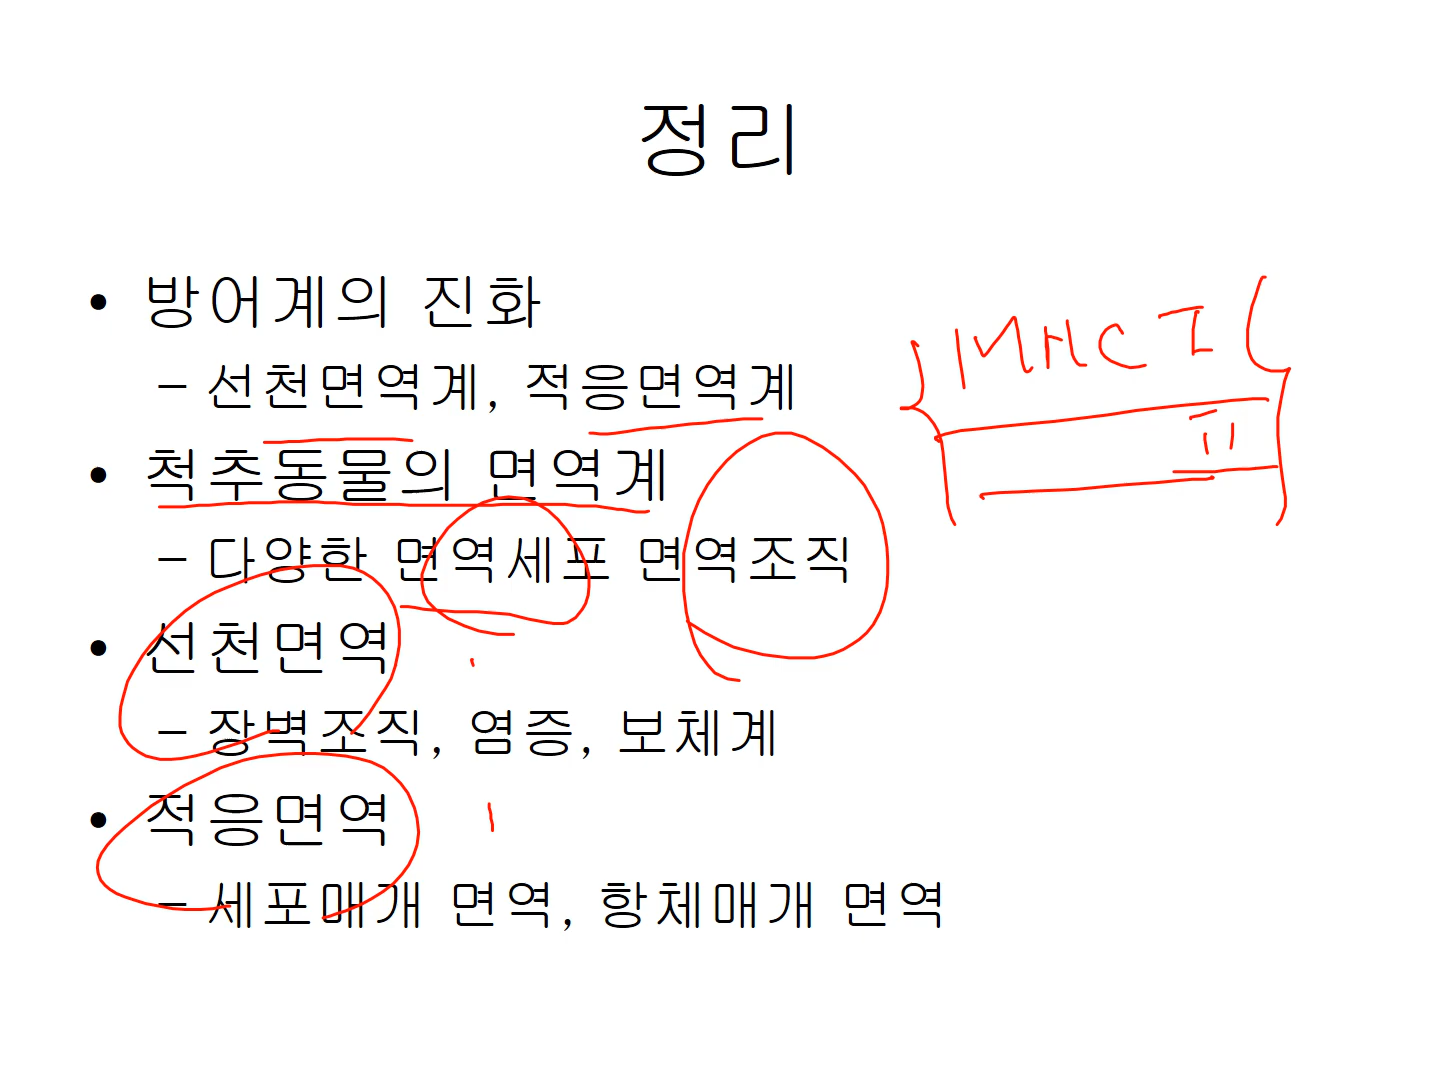 정리
• 방어계의 진화
– 선천면역계, 적응면역계
• 척추동물의 면역계
– 다양한 면역세포 면역조직
• 선천면역
– 장벽조직, 염증, 보체계
• 적응면역
– 세포매개 면역, 항체매개 면역
MHC I
II